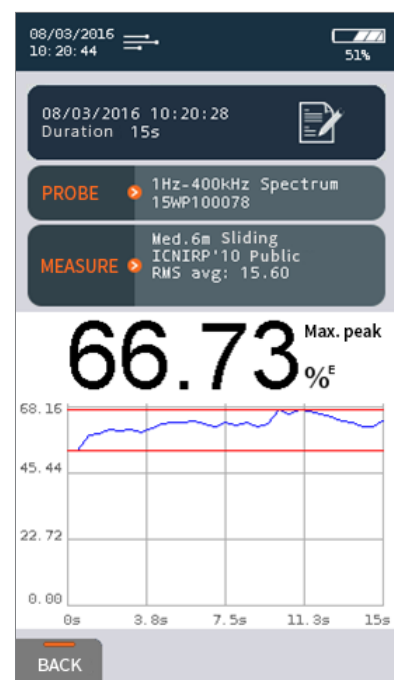 08/03/2016
10:20:44
51%
08/03/2016 10:20:28
Duration 15s
PROBE
1Hz-400kHz Spectrum
15WP100078
MEASURE
Med.6m Sliding
ICNIRP'10 Public
RMS avg: 15.60
66.73
Max. peak
%E
68.16
45.44
22.72
0.00
0s 3.8s 7.5s 11.3s 15s
BACK